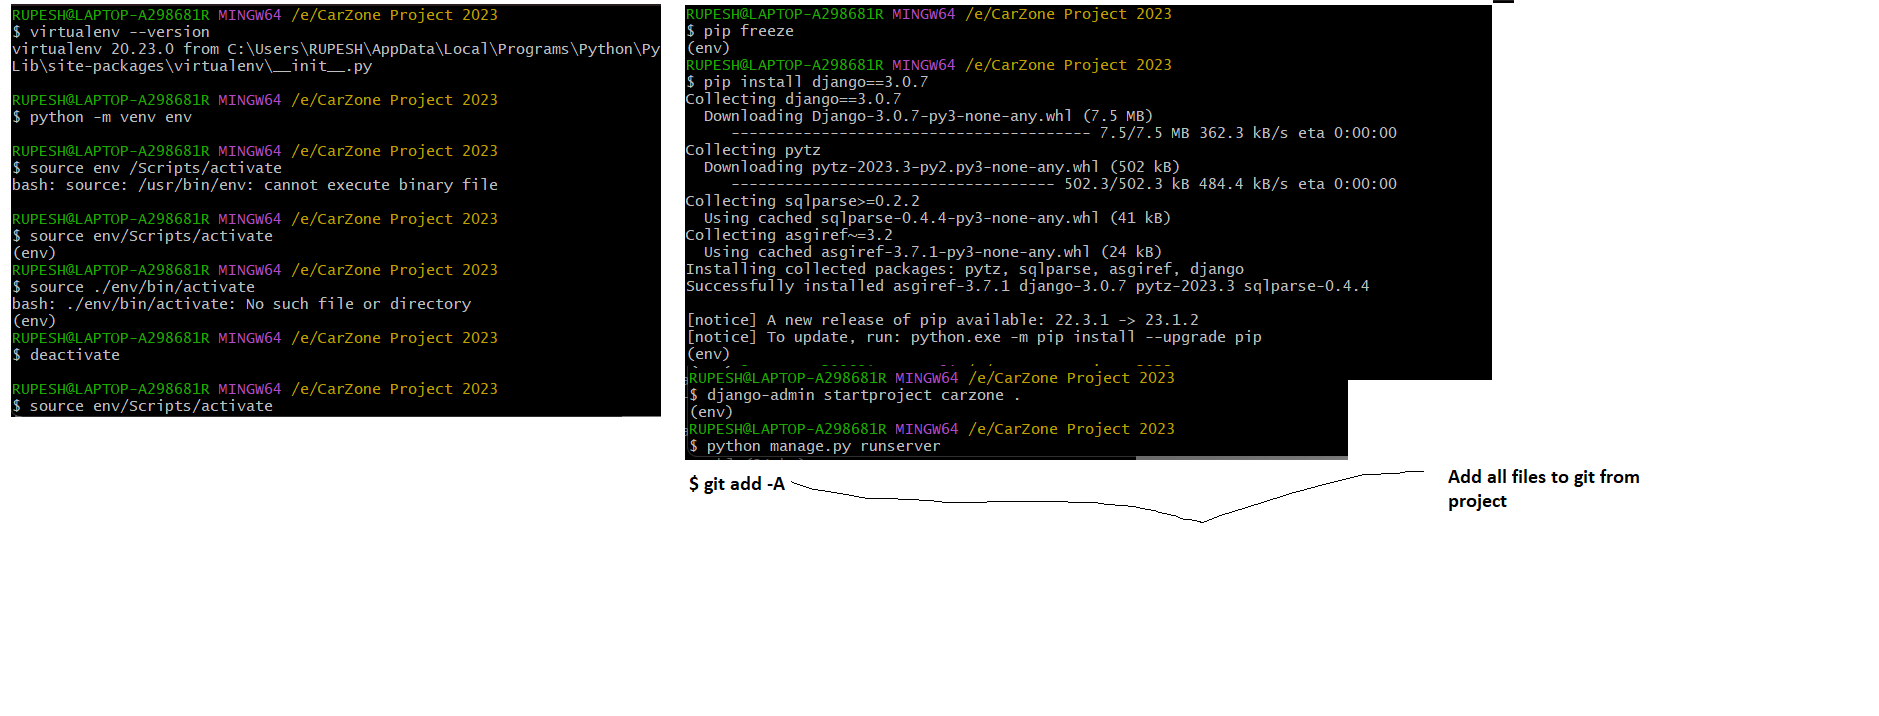 RUPESH@LAPTOP-A298681R MINGW64 /e/CarZone Project 2023
$ virtualenv --version
virtualenv 20.23.0 from C:\Users\RUPESH\AppData\Local\Programs\Python\Py
Lib\site-packages\virtualenv\__init__.py
RUPESH@LAPTOP-A298681R MINGW64 /e/CarZone Project 2023
$ python -m venv env
RUPESH@LAPTOP-A298681R MINGW64 /e/CarZone Project 2023
$ source env /Scripts/activate
bash: source: /usr/bin/env: cannot execute binary file
RUPESH@LAPTOP-A298681R MINGW64 /e/CarZone Project 2023
$ source env/Scripts/activate
(env)
RUPESH@LAPTOP-A298681R MINGW64 /e/CarZone Project 2023
$ source ./env/bin/activate
bash: ./env/bin/activate: No such file or directory
(env)
RUPESH@LAPTOP-A298681R MINGW64 /e/CarZone Project 2023
$ deactivate
RUPESH@LAPTOP-A298681R MINGW64 /e/CarZone Project 2023
$ source env/Scripts/activate
RUPESH@LAPTOP-A298681R MINGW64 /e/CarZone Project 2023
$ pip freeze
(env)
RUPESH@LAPTOP-A298681R MINGW64 /e/CarZone Project 2023
$ pip install django==3.0.7
Collecting django==3.0.7
Downloading Django-3.0.7-py3-none-any.whl (7.5 MB)
---------------------------------------- 7.5/7.5 MB 362.3 kB/s eta 0:00:00
Collecting pytz
Downloading pytz-2023.3-py2.py3-none-any.whl (502 kB)
------------------------------------ 502.3/502.3 kB 484.4 kB/s eta 0:00:00
Collecting sqlparse>=0.2.2
Using cached sqlparse-0.4.4-py3-none-any.whl (41 kB)
Collecting asgiref~=3.2
Using cached asgiref-3.7.1-py3-none-any.whl (24 kB)
Installing collected packages: pytz, sqlparse, asgiref, django
Successfully installed asgiref-3.7.1 django-3.0.7 pytz-2023.3 sqlparse-0.4.4
[notice] A new release of pip available: 22.3.1 -> 23.1.2
[notice] To update, run: python.exe -m pip install --upgrade pip
(env)
RUPESH@LAPTOP-A298681R MINGW64 /e/CarZone Project 2023
$ django-admin startproject carzone .
(env)
RUPESH@LAPTOP-A298681R MINGW64 /e/CarZone Project 2023
$ python manage.py runserver
$ git add -A
Add all files to git from
project